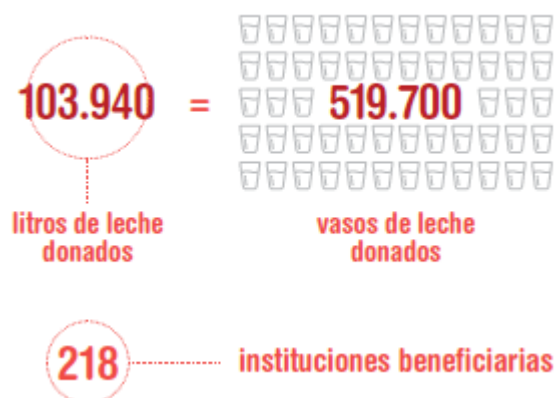 103.940 = 519.700
litros de leche
donados
vasos de leche
donados
218 instituciones beneficiarias